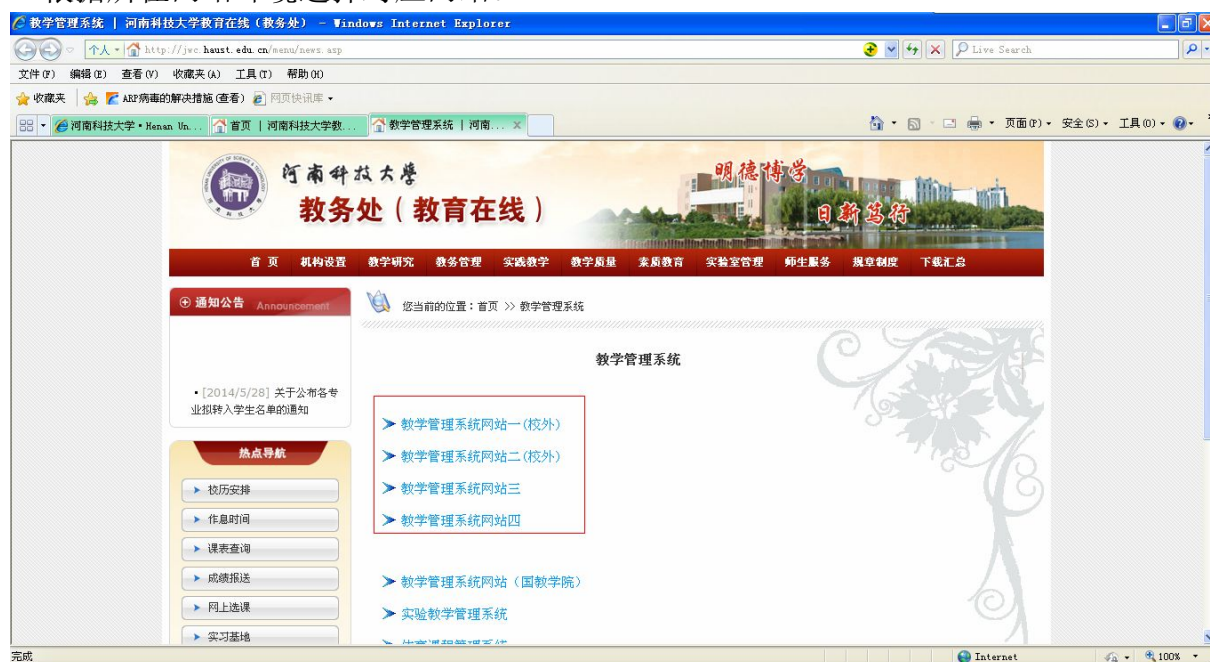 教学管理系统 | 河南科技大学教育在线（教务处） - Windows Internet Explorer
个人 http://jwc.haust.edu.cn/menu/news.asp Live Search
文件(F) 编辑(E) 查看(V) 收藏夹(A) 工具(T) 帮助(H)
收藏夹 ARP病毒的解决措施(查看) 网页快讯库
河南科技大学·Henan Un... 首页 | 河南科技大学教... 教学管理系统 | 河南... x 页面(P) 安全(S) 工具(O)
河南科技大学
教务处（教育在线）
明德博学
日新笃行
首 页 机构设置 教学研究 教务管理 实践教学 教学质量 素质教育 实验室管理 师生服务 规章制度 下载汇总
通知公告 Announcement
您当前的位置：首页 >> 教学管理系统
教学管理系统
• [2014/5/28] 关于公布各专
业拟转入学生名单的通知
热点导航
校历安排
作息时间
课表查询
成绩报送
网上选课
实习基地
教学管理系统网站一(校外)
教学管理系统网站二(校外)
教学管理系统网站三
教学管理系统网站四
教学管理系统网站（国教学院）
实验教学管理系统
完成 Internet 100%